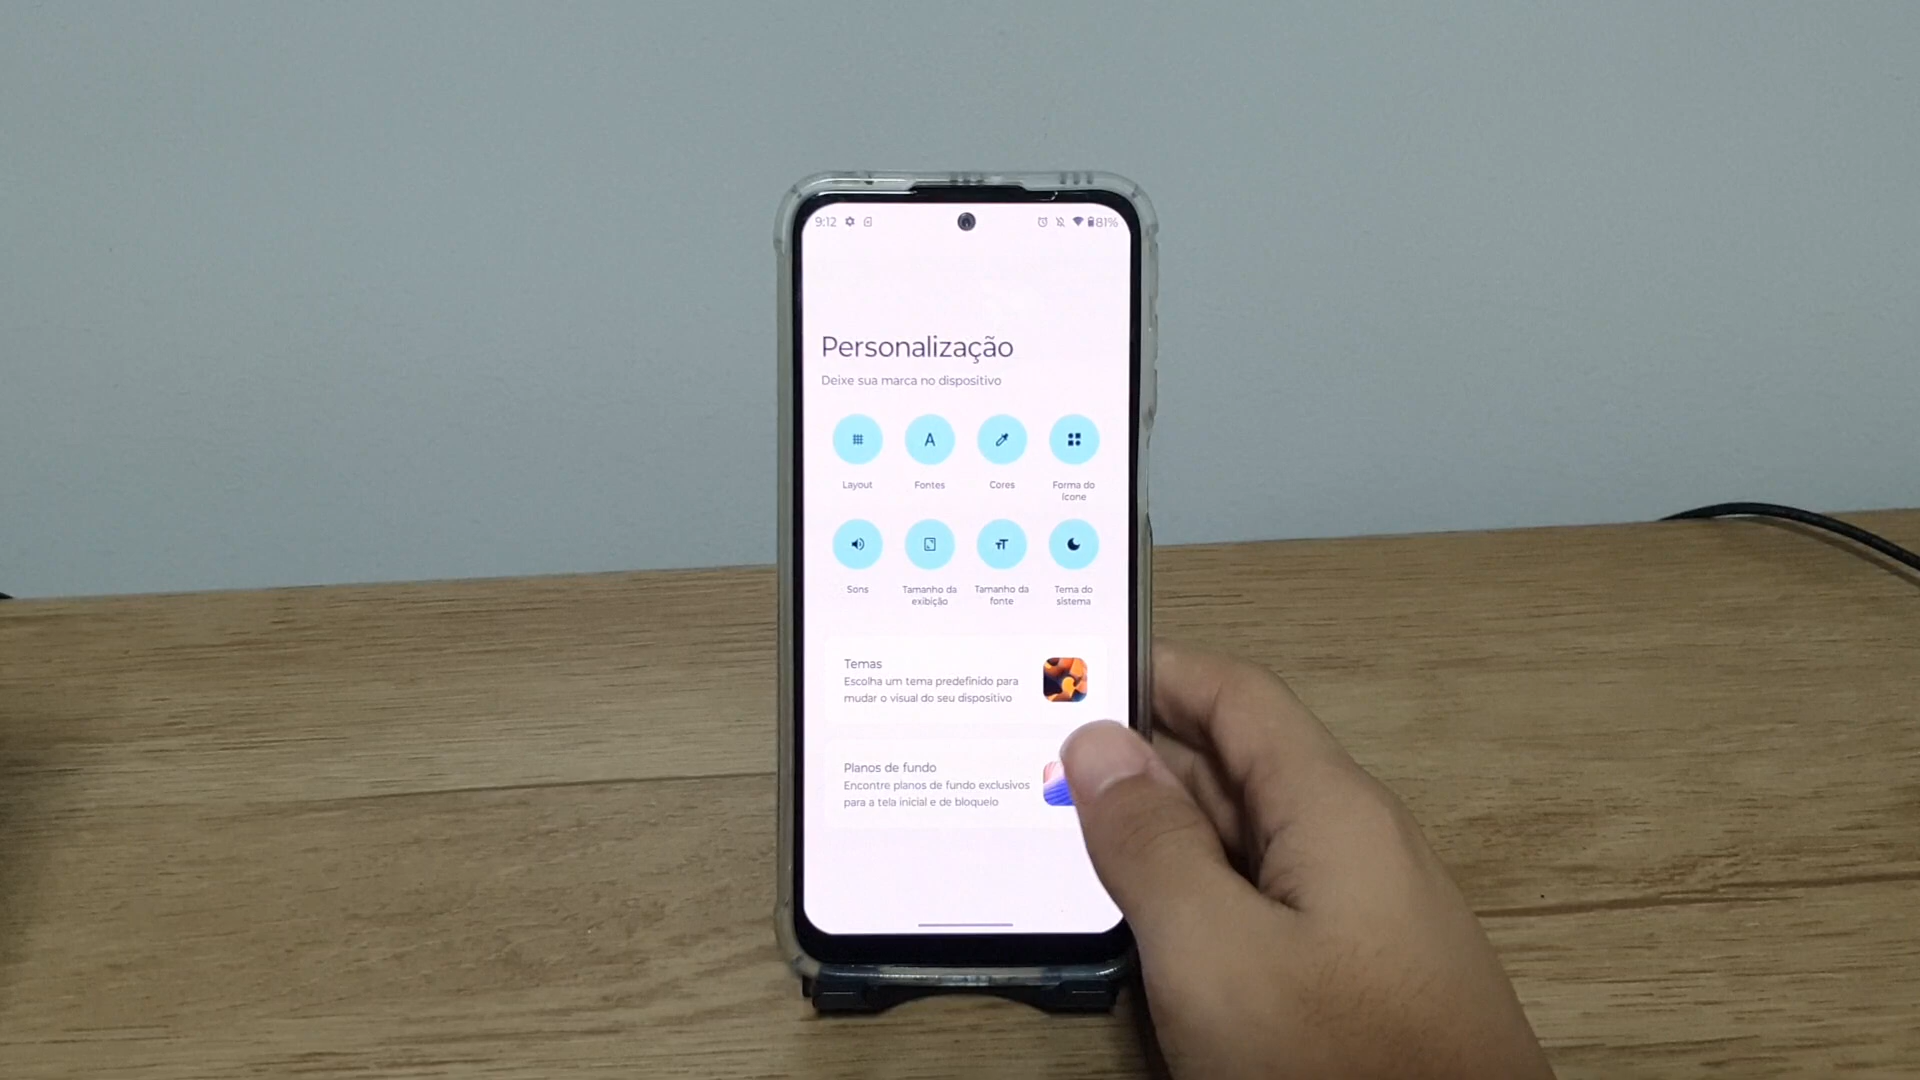 9:12 81%
Personalização
Deixe sua marca no dispositivo
Layout Fontes Cores Forma do ícone
Sons Tamanho da exibição Tamanho da fonte Tema do sistema
Temas
Escolha um tema predefinido para
mudar o visual do seu dispositivo
Planos de fundo
Encontre planos de fundo exclusivos
para a tela inicial e de bloqueio